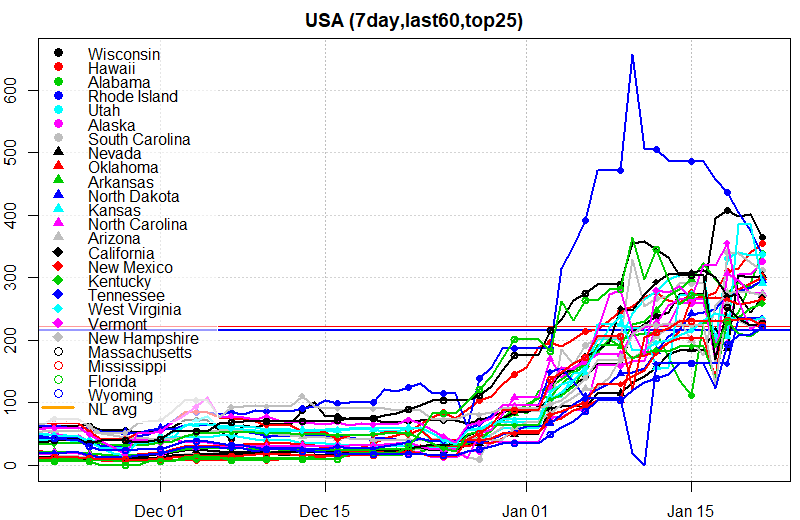 USA (7day,last60,top25)
600
500
400
300
200
100
0
Wisconsin
Hawaii
Alabama
Rhode Island
Utah
Alaska
South Carolina
Nevada
Oklahoma
Arkansas
North Dakota
Kansas
North Carolina
Arizona
California
New Mexico
Kentucky
Tennessee
West Virginia
Vermont
New Hampshire
Massachusetts
Mississippi
Florida
Wyoming
NL avg
Dec 01
Dec 15
Jan 01
Jan 15